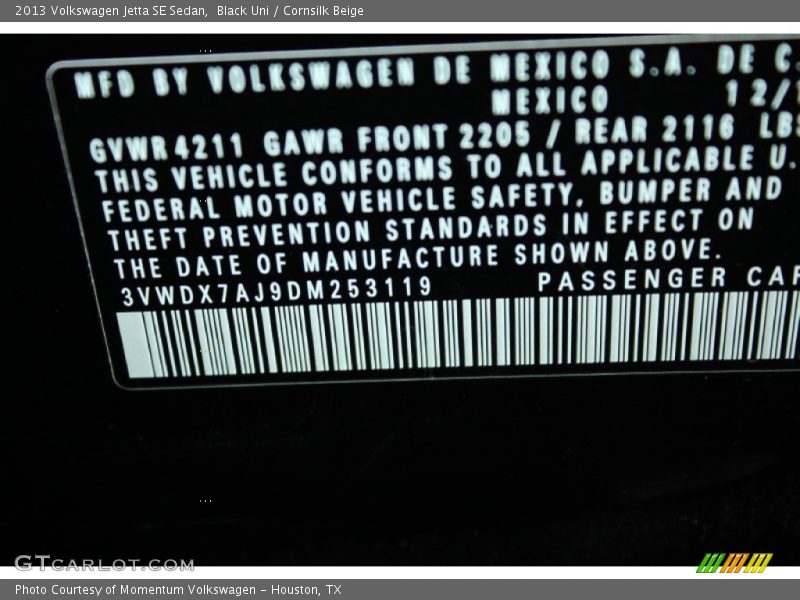 2013 Volkswagen Jetta SE Sedan, Black Uni / Cornsilk Beige
MFD BY VOLKSWAGEN DE MEXICO S.A. DE C.
MEXICO 12/1
GVWR 4211 GAWR FRONT 2205 / REAR 2116 LBS
THIS VEHICLE CONFORMS TO ALL APPLICABLE U.
FEDERAL MOTOR VEHICLE SAFETY, BUMPER AND
THEFT PREVENTION STANDARDS IN EFFECT ON
THE DATE OF MANUFACTURE SHOWN ABOVE.
3VWDX7AJ9DM253119 PASSENGER CAR
GTCARLOT.COM
Photo Courtesy of Momentum Volkswagen - Houston, TX